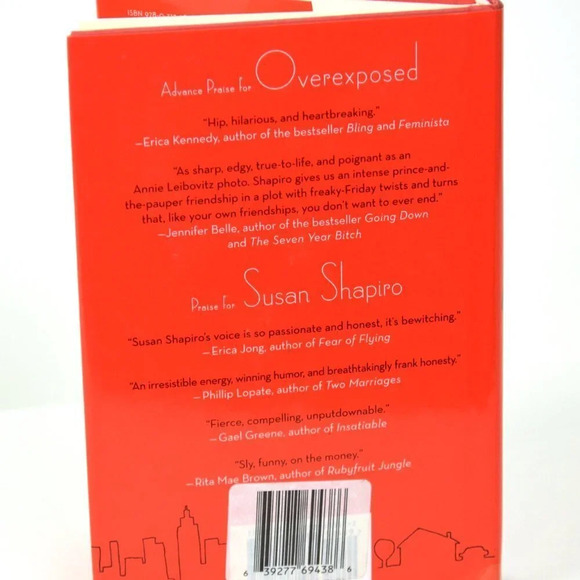 ISBN 978-0-312
Advance Praise for Overexposed
“Hip, hilarious, and heartbreaking.”
—Erica Kennedy, author of the bestseller Bling and Feminista
“As sharp, edgy, true-to-life, and poignant as an
Annie Leibovitz photo. Shapiro gives us an intense prince-and-
the-pauper friendship in a plot with freaky-Friday twists and turns
that, like your own friendships, you don’t want to ever end.”
—Jennifer Belle, author of the bestseller Going Down
and The Seven Year Bitch
Praise for Susan Shapiro
“Susan Shapiro’s voice is so passionate and honest, it’s bewitching.”
—Erica Jong, author of Fear of Flying
“An irresistible energy, winning humor, and breathtakingly frank honesty.”
—Phillip Lopate, author of Two Marriages
“Fierce, compelling, unputdownable.”
—Gael Greene, author of Insatiable
“Sly, funny, on the money.”
—Rita Mae Brown, author of Rubyfruit Jungle
6 39277 69438 6